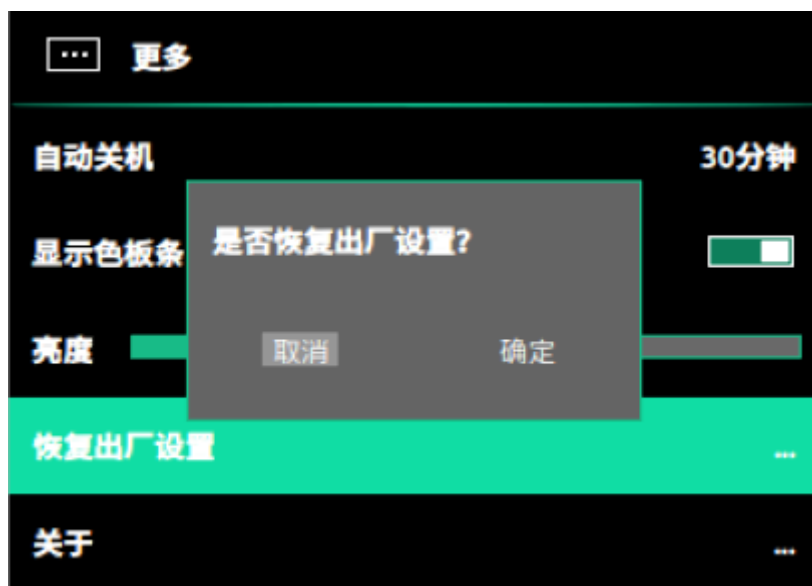 更多
自动关机 30分钟
显示色板条
是否恢复出厂设置?
亮度
取消 确定
恢复出厂设置 ...
关于 ...